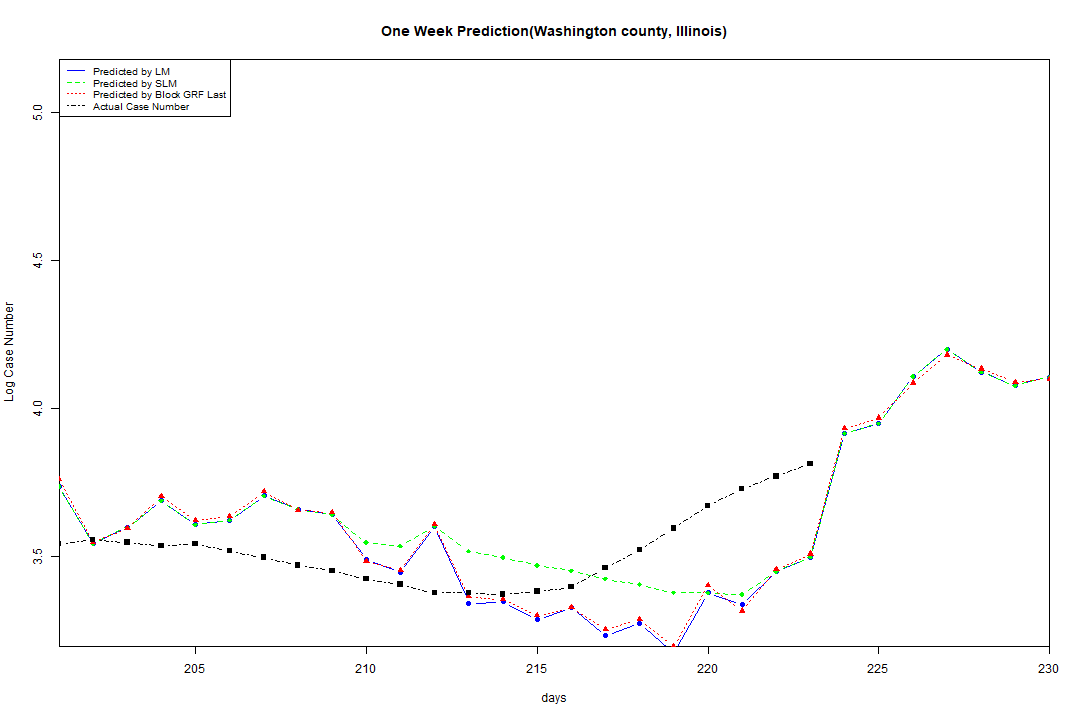 One Week Prediction(Washington county, Illinois)
Predicted by LM
Predicted by SLM
Predicted by Block GRF Last
Actual Case Number
5.0
4.5
4.0
3.5
Log Case Number
205 210 215 220 225 230
days